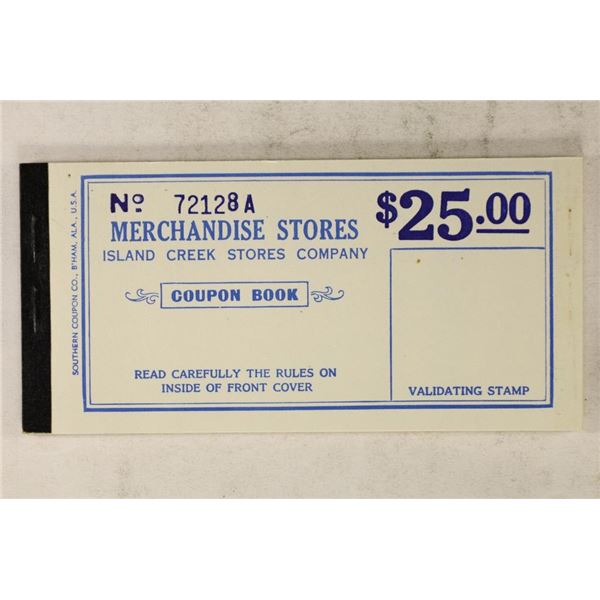 Nº 72128A
$25.00
MERCHANDISE STORES
ISLAND CREEK STORES COMPANY
COUPON BOOK
READ CAREFULLY THE RULES ON
INSIDE OF FRONT COVER
VALIDATING STAMP
SOUTHERN COUPON CO., B'HAM, ALA., U.S.A.